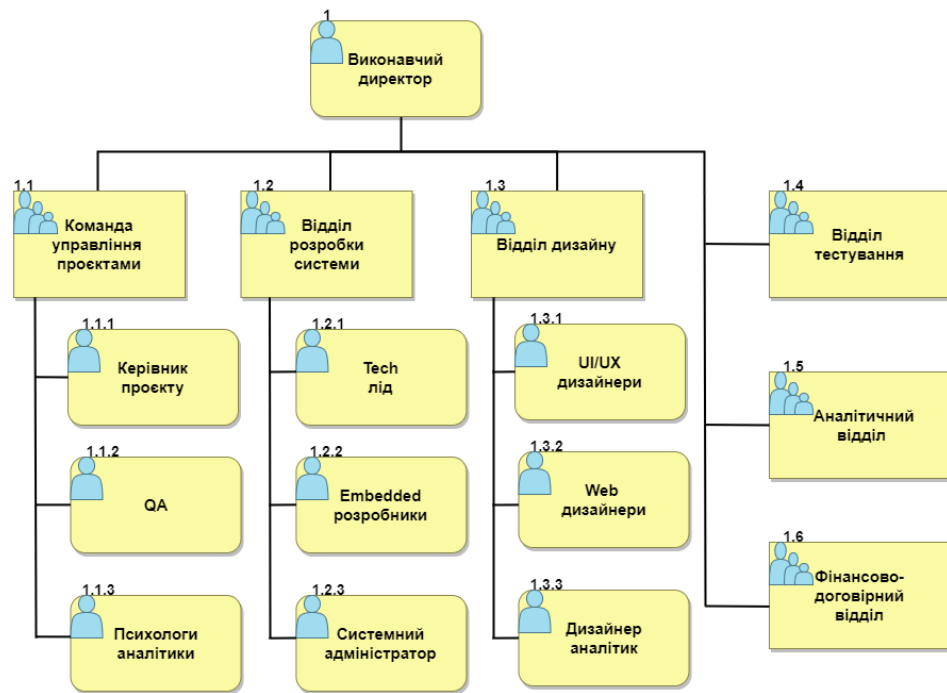 1
Виконавчий
директор
1.1
Команда
управління
проєктами
1.2
Відділ
розробки
системи
1.3
Відділ дизайну
1.4
Відділ
тестування
1.1.1
Керівник
проєкту
1.2.1
Tech
лід
1.3.1
UI/UX
дизайнери
1.5
Аналітичний
відділ
1.1.2
QA
1.2.2
Embedded
розробники
1.3.2
Web
дизайнери
1.6
Фінансово-
договірний
відділ
1.1.3
Психологи
аналітики
1.2.3
Системний
адміністратор
1.3.3
Дизайнер
аналітик